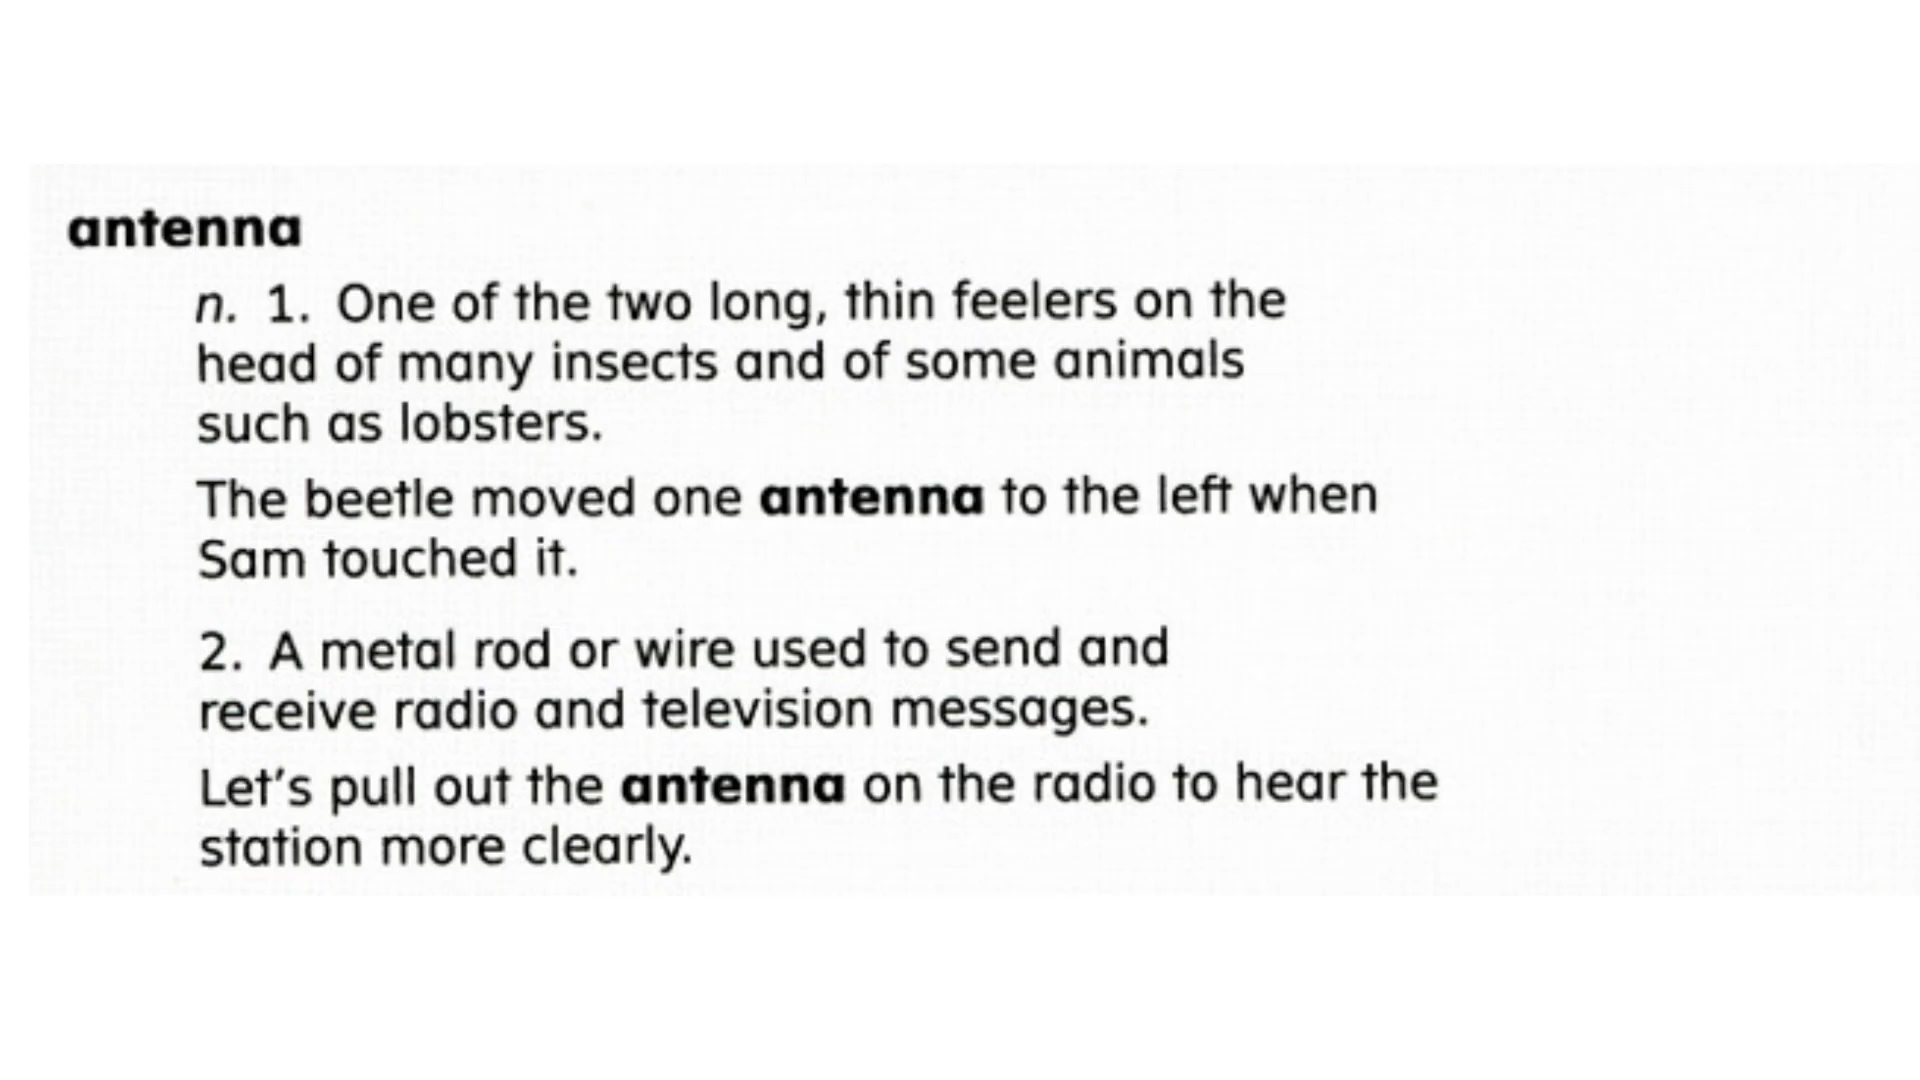 antenna
n. 1. One of the two long, thin feelers on the
head of many insects and of some animals
such as lobsters.
The beetle moved one antenna to the left when
Sam touched it.
2. A metal rod or wire used to send and
receive radio and television messages.
Let's pull out the antenna on the radio to hear the
station more clearly.